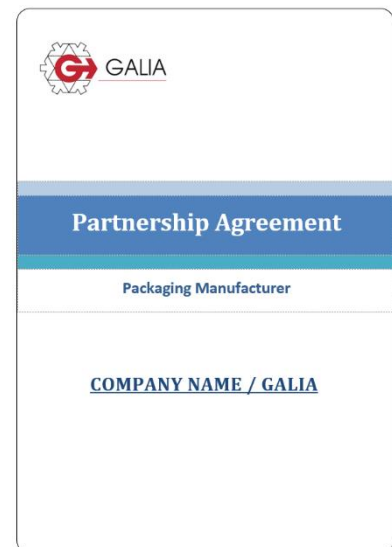 GALIA
Partnership Agreement
Packaging Manufacturer
COMPANY NAME / GALIA